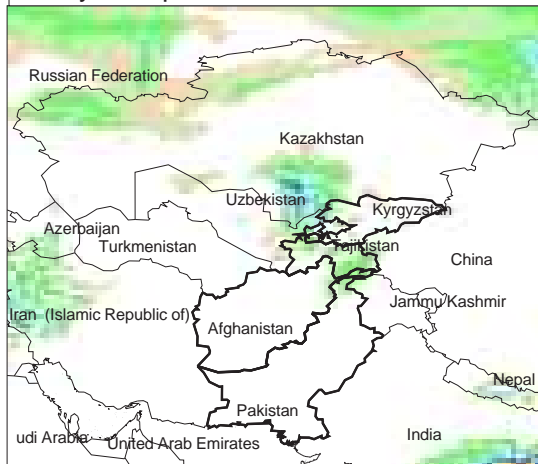 Russian Federation
Kazakhstan
Uzbekistan
Kyrgyzstan
Azerbaijan
Turkmenistan
Tajikistan
China
Jammu Kashmir
Iran (Islamic Republic of)
Afghanistan
Nepal
Pakistan
udi Arabia
United Arab Emirates
India